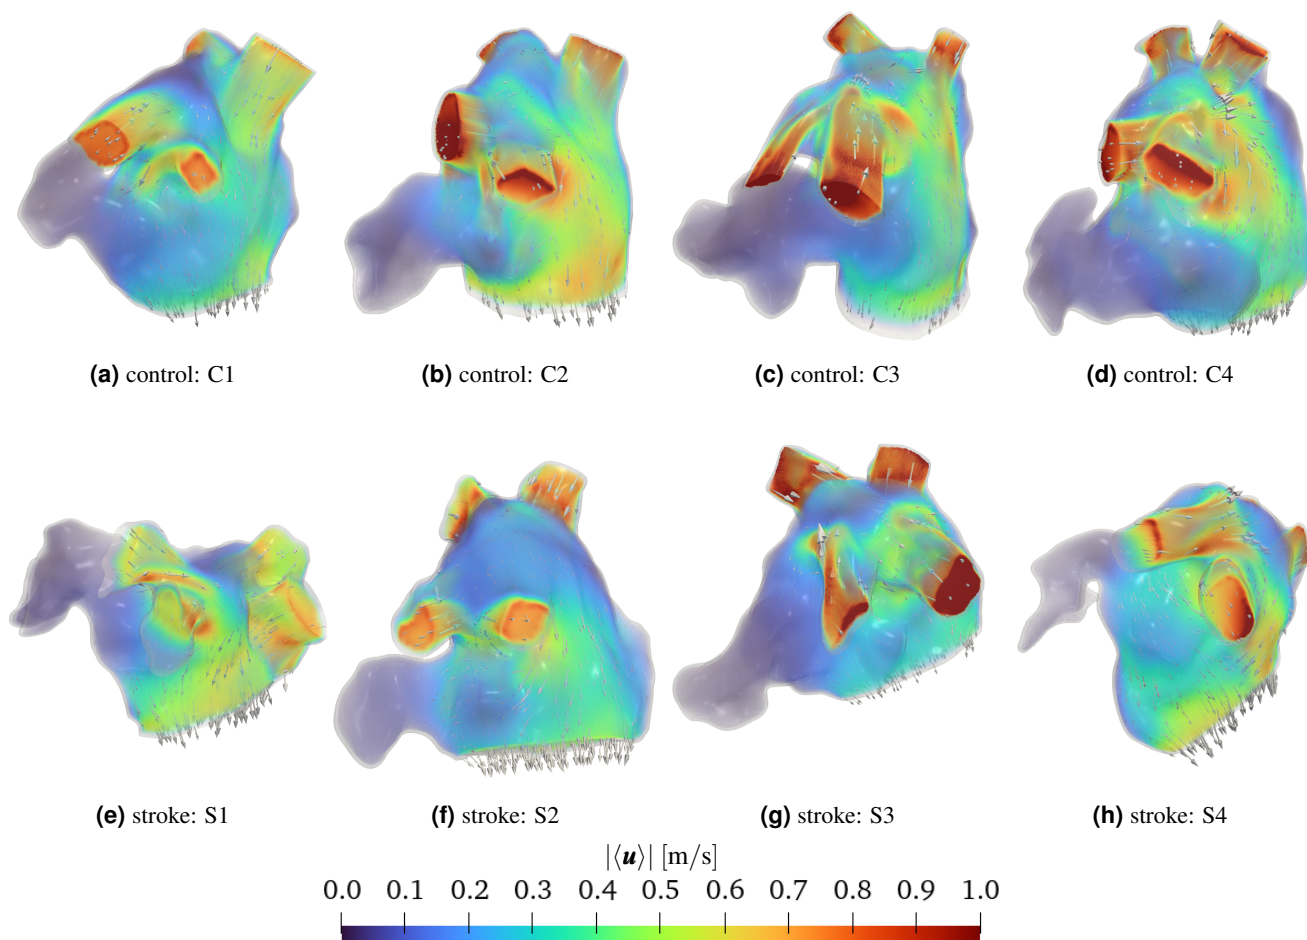 (a) control: C1
(b) control: C2
(c) control: C3
(d) control: C4
(e) stroke: S1
(f) stroke: S2
(g) stroke: S3
(h) stroke: S4
|⟨u⟩| [m/s]
0.0 0.1 0.2 0.3 0.4 0.5 0.6 0.7 0.8 0.9 1.0